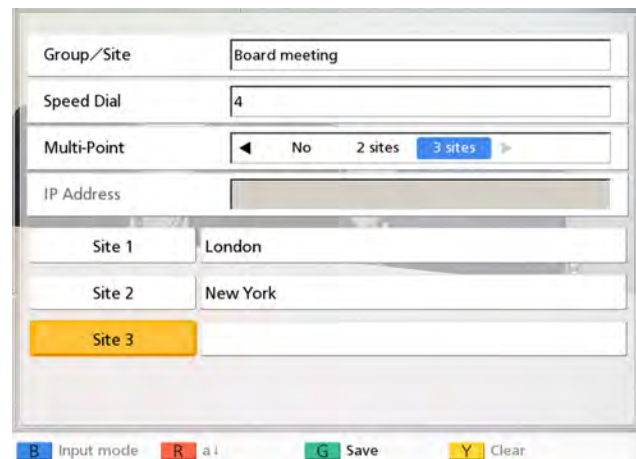 Group／Site Board meeting
Speed Dial 4
Multi-Point ◀ No 2 sites 3 sites ▶
IP Address
Site 1 London
Site 2 New York
Site 3
B Input mode R a↓ G Save Y Clear